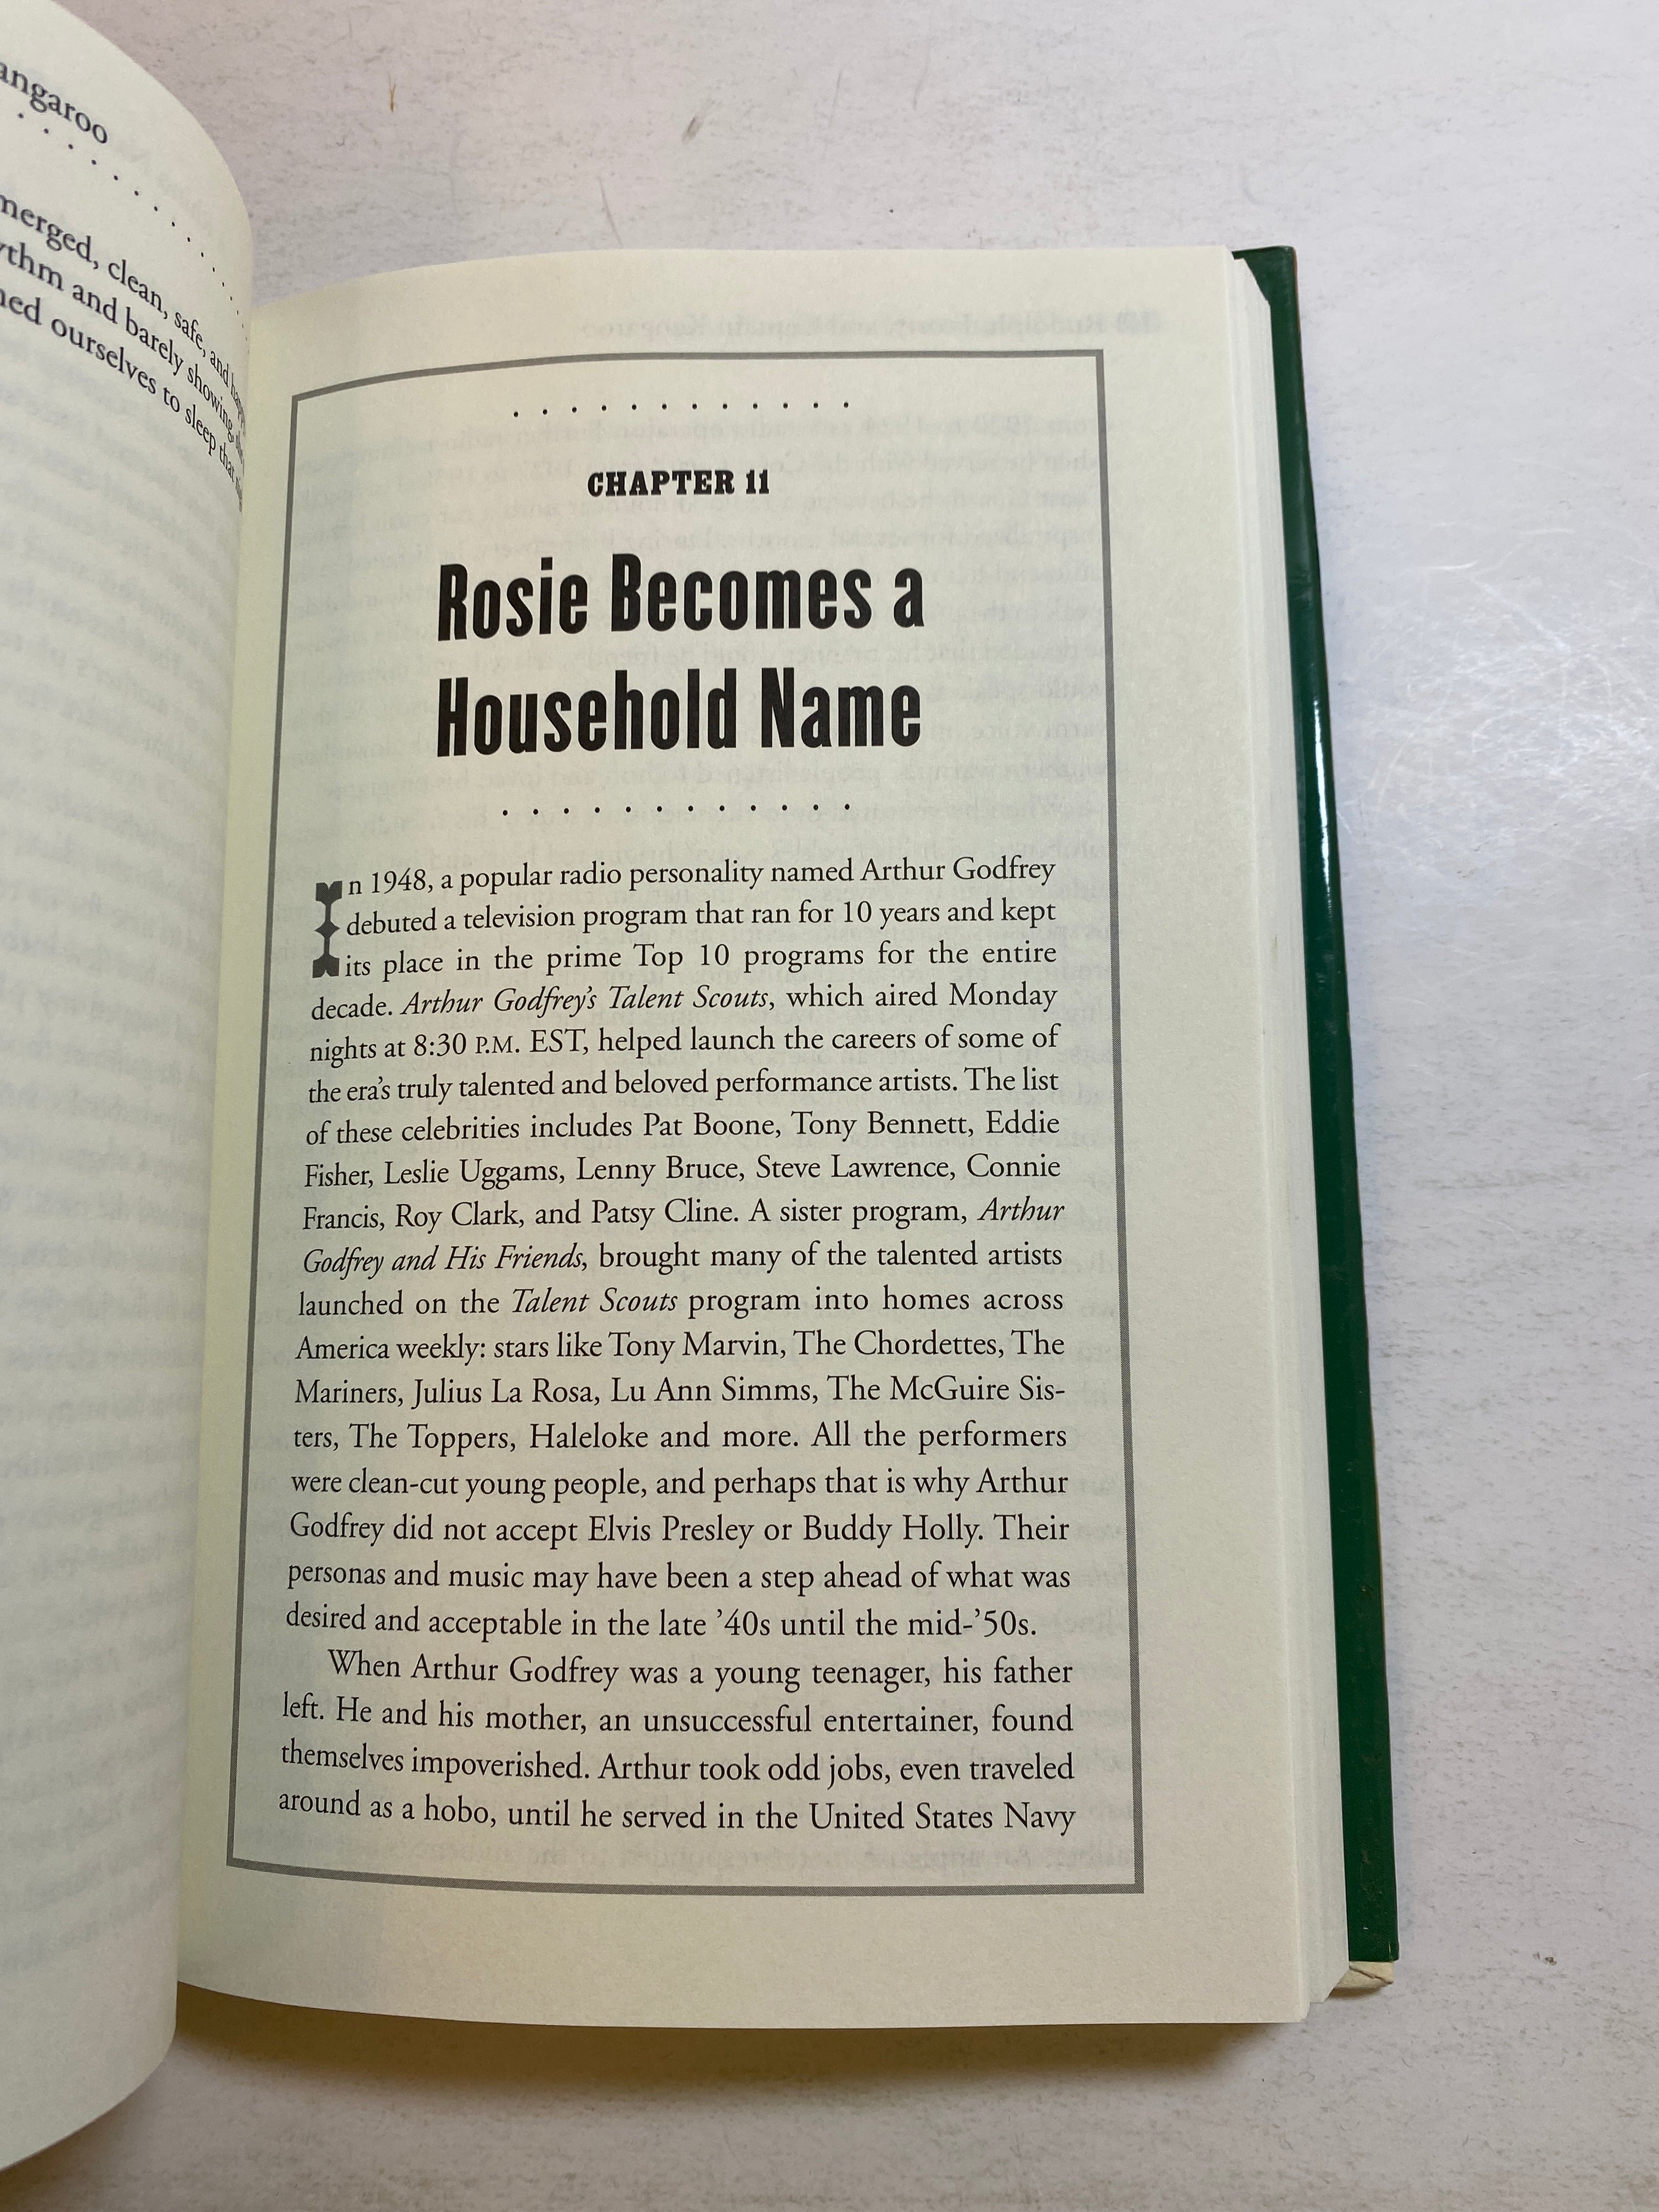 angaroo
merged, clean, safe, and
ythm and barely showing
ned ourselves to sleep that
CHAPTER 11
Rosie Becomes a
Household Name
In 1948, a popular radio personality named Arthur Godfrey
debuted a television program that ran for 10 years and kept
its place in the prime Top 10 programs for the entire
decade. Arthur Godfrey's Talent Scouts, which aired Monday
nights at 8:30 P.M. EST, helped launch the careers of some of
the era's truly talented and beloved performance artists. The list
of these celebrities includes Pat Boone, Tony Bennett, Eddie
Fisher, Leslie Uggams, Lenny Bruce, Steve Lawrence, Connie
Francis, Roy Clark, and Patsy Cline. A sister program, Arthur
Godfrey and His Friends, brought many of the talented artists
launched on the Talent Scouts program into homes across
America weekly: stars like Tony Marvin, The Chordettes, The
Mariners, Julius La Rosa, Lu Ann Simms, The McGuire Sis-
ters, The Toppers, Haleloke and more. All the performers
were clean-cut young people, and perhaps that is why Arthur
Godfrey did not accept Elvis Presley or Buddy Holly. Their
personas and music may have been a step ahead of what was
desired and acceptable in the late '40s until the mid-'50s.
When Arthur Godfrey was a young teenager, his father
left. He and his mother, an unsuccessful entertainer, found
themselves impoverished. Arthur took odd jobs, even traveled
around as a hobo, until he served in the United States Navy